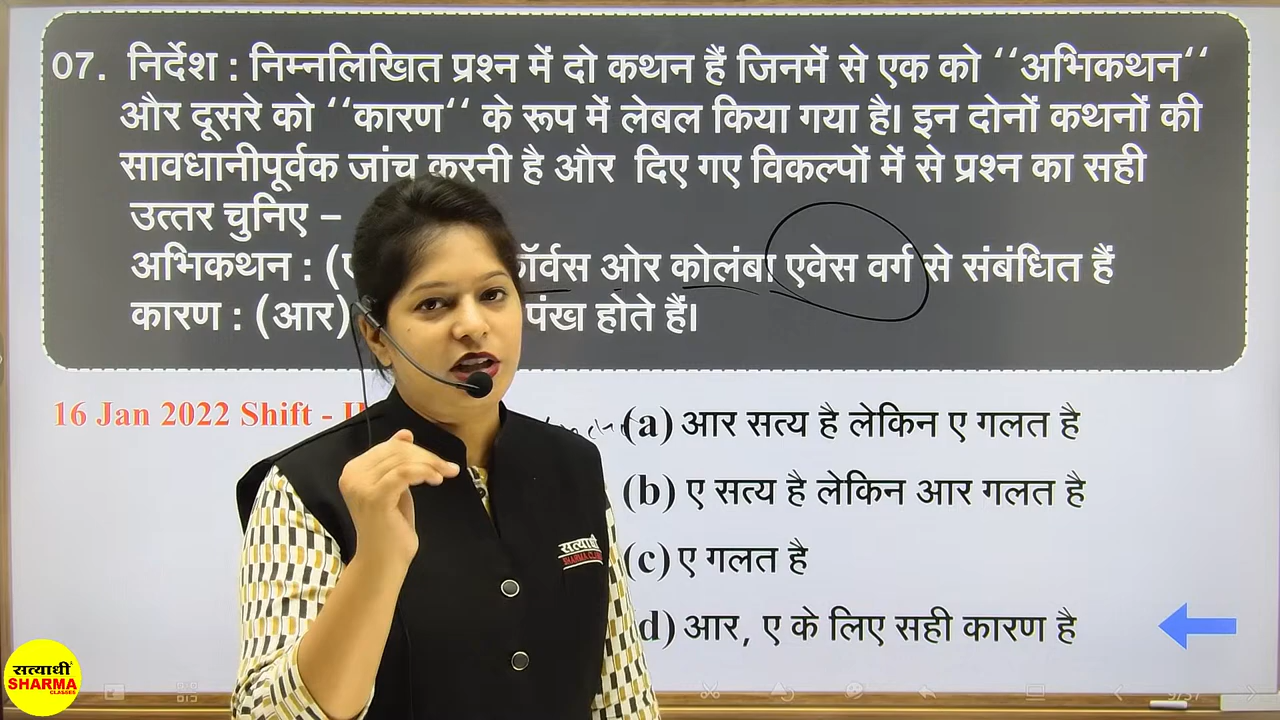 07. निर्देश : निम्नलिखित प्रश्न में दो कथन हैं जिनमें से एक को ‘‘अभिकथन‘‘
और दूसरे को ‘‘कारण‘‘ के रूप में लेबल किया गया है। इन दोनों कथनों की
सावधानीपूर्वक जांच करनी है और दिए गए विकल्पों में से प्रश्न का सही
उत्तर चुनिए –
अभिकथन : ( ओर कोलंबा एवेस वर्ग से संबंधित हैं
कारण : (आर) पंख होते हैं।
16 Jan 2022 Shift -
(a) आर सत्य है लेकिन ए गलत है
(b) ए सत्य है लेकिन आर गलत है
(c) ए गलत है
d) आर, ए के लिए सही कारण है
सत्यार्थी
सत्यार्थी
SHARMA
CLASSES